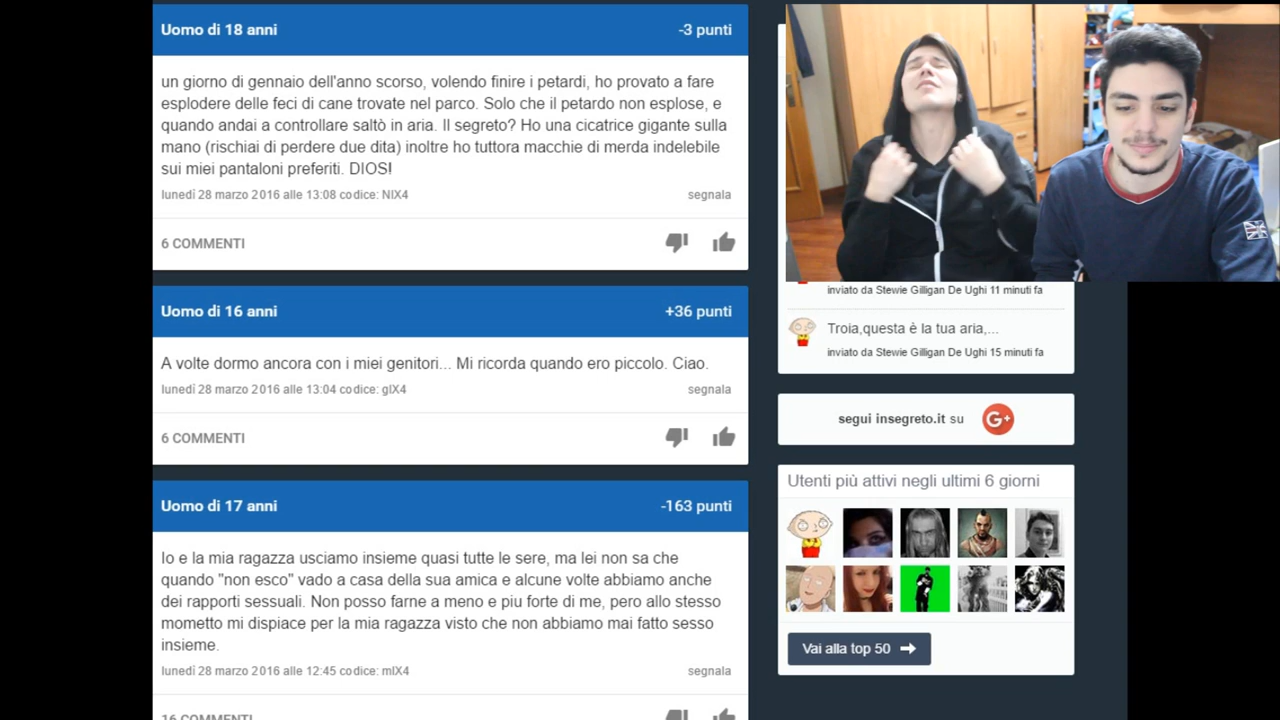 Uomo di 18 anni
-3 punti
un giorno di gennaio dell'anno scorso, volendo finire i petardi, ho provato a fare
esplodere delle feci di cane trovate nel parco. Solo che il petardo non esplose, e
quando andai a controllare saltò in aria. Il segreto? Ho una cicatrice gigante sulla
mano (rischiai di perdere due dita) inoltre ho tuttora macchie di merda indelebile
sui miei pantaloni preferiti. DIOS!
lunedì 28 marzo 2016 alle 13:08 codice: NIX4
segnala
6 COMMENTI
Uomo di 16 anni
+36 punti
A volte dormo ancora con i miei genitori... Mi ricorda quando ero piccolo. Ciao.
lunedì 28 marzo 2016 alle 13:04 codice: gIX4
segnala
6 COMMENTI
Uomo di 17 anni
-163 punti
Io e la mia ragazza usciamo insieme quasi tutte le sere, ma lei non sa che
quando "non esco" vado a casa della sua amica e alcune volte abbiamo anche
dei rapporti sessuali. Non posso farne a meno e piu forte di me, pero allo stesso
mometto mi dispiace per la mia ragazza visto che non abbiamo mai fatto sesso
insieme.
lunedì 28 marzo 2016 alle 12:45 codice: mIX4
segnala
16 COMMENTI
inviato da Stewie Gilligan De Ughi 11 minuti fa
Troia,questa è la tua aria,...
inviato da Stewie Gilligan De Ughi 15 minuti fa
segui insegreto.it su
G+
Utenti più attivi negli ultimi 6 giorni
Vai alla top 50